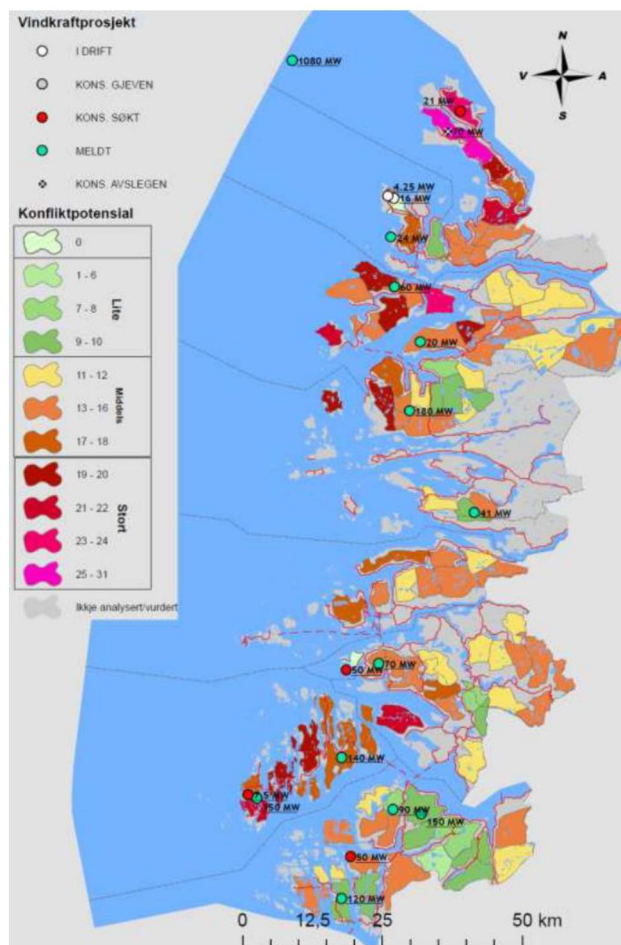 Vindkraftprosjekt
I DRIFT
KONS. GJEVEN
KONS. SØKT
MELDT
KONS. AVSLEGEN
Konfliktpotensial
0
1 - 6
7 - 8
9 - 10
Lite
11 - 12
13 - 16
17 - 18
Middels
19 - 20
21 - 22
23 - 24
25 - 31
Stort
Ikkje analysert/vurdert
N
V
A
S
1080 MW
21 MW
70 MW
4.25 MW
16 MW
24 MW
60 MW
20 MW
180 MW
41 MW
70 MW
50 MW
140 MW
7.5 MW
90 MW
150 MW
50 MW
120 MW
0 12,5 25 50 km